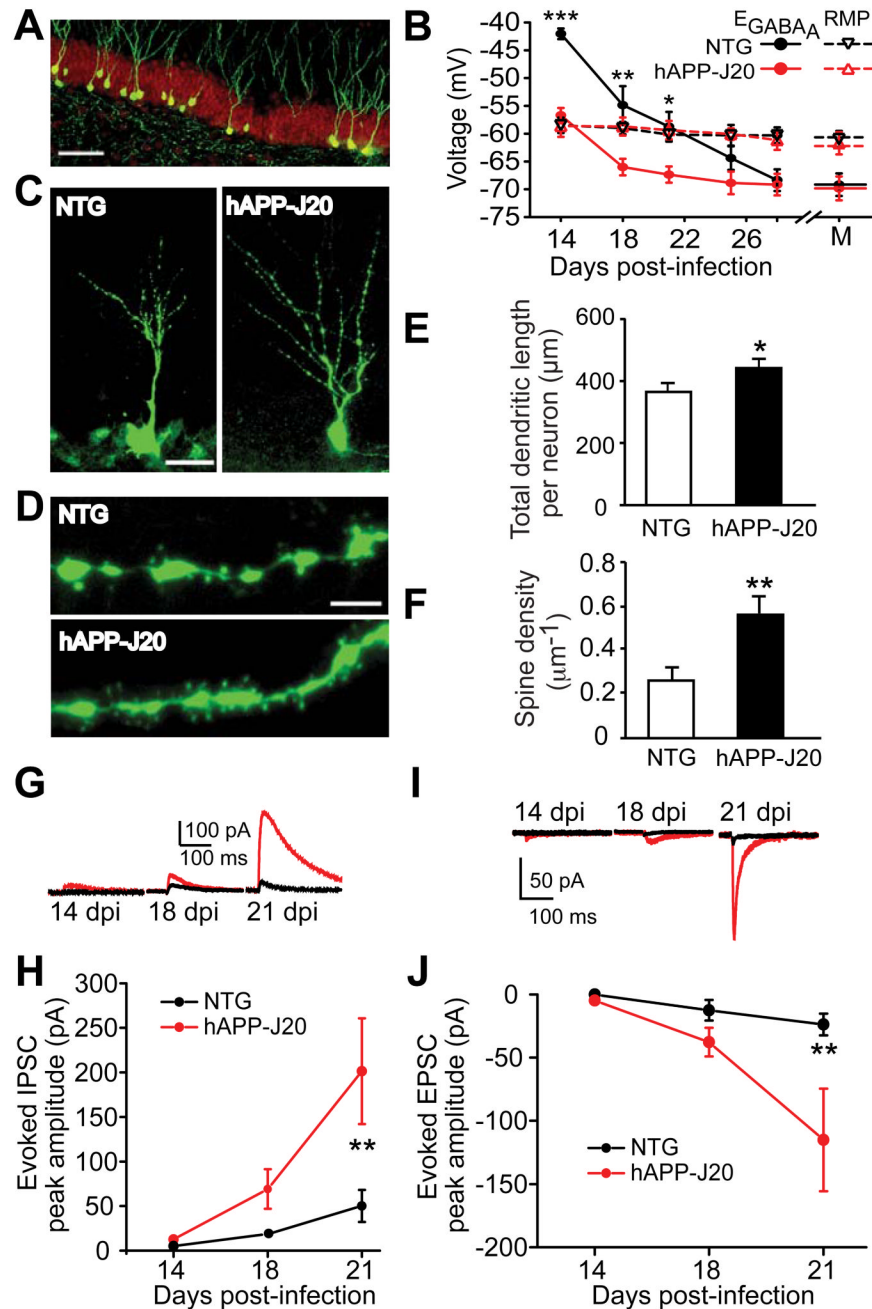 A
B
EGABAA RMP
NTG
hAPP-J20
***
**
*
Voltage (mV)
-40
-45
-50
-55
-60
-65
-70
-75
14 18 22 26 M
Days post-infection
C
NTG
hAPP-J20
D
NTG
hAPP-J20
E
Total dendritic length
per neuron (µm)
600
400
200
0
*
NTG hAPP-J20
F
Spine density
(µm-1)
0.8
0.6
0.4
0.2
0
**
NTG hAPP-J20
G
100 pA
100 ms
14 dpi 18 dpi 21 dpi
H
Evoked IPSC
peak amplitude (pA)
300
250
200
150
100
50
0
NTG
hAPP-J20
**
14 18 21
Days post-infection
I
14 dpi 18 dpi 21 dpi
50 pA
100 ms
J
Evoked EPSC
peak amplitude (pA)
0
-50
-100
-150
-200
**
NTG
hAPP-J20
14 18 21
Days post-infection